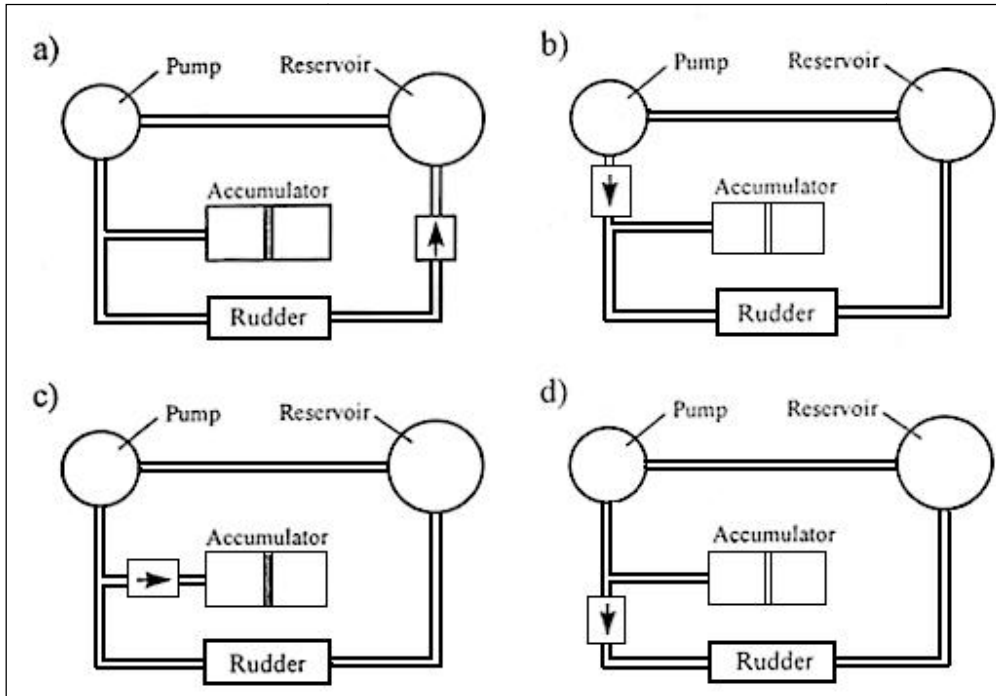 a)
Pump
Reservoir
Accumulator
Rudder
b)
Pump
Reservoir
Accumulator
Rudder
c)
Pump
Reservoir
Accumulator
Rudder
d)
Pump
Reservoir
Accumulator
Rudder